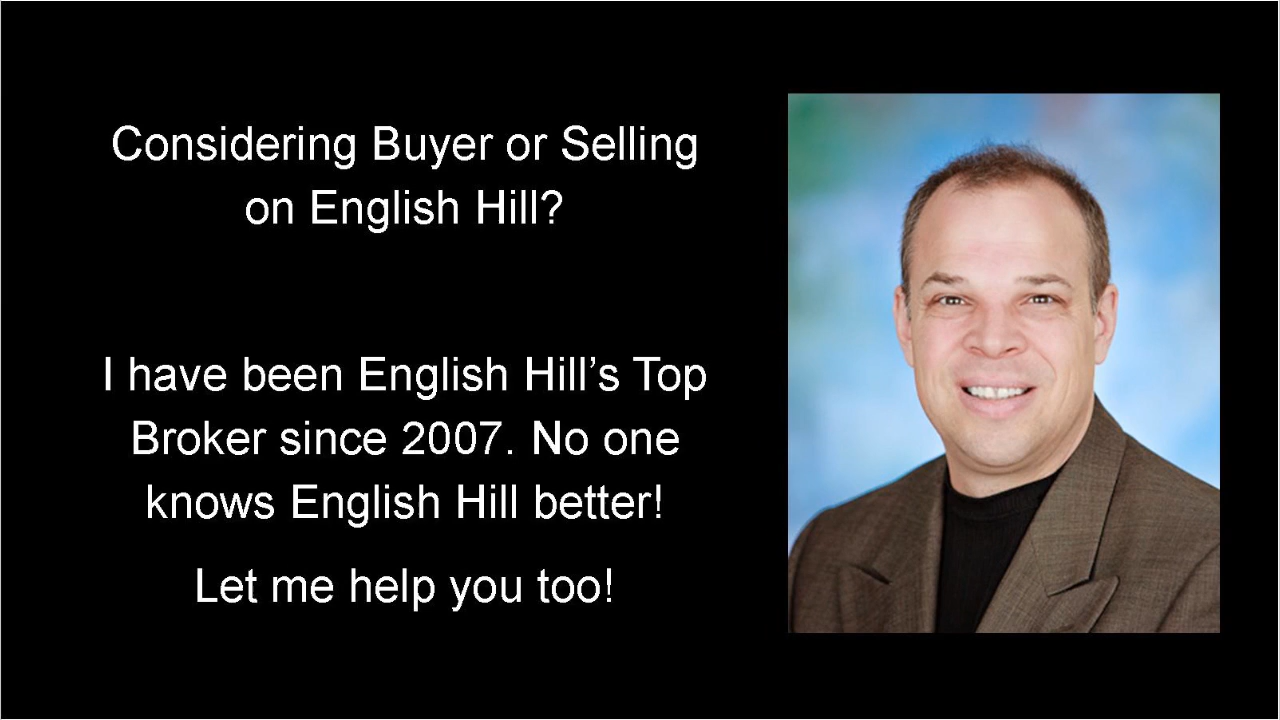 Considering Buyer or Selling
on English Hill?
I have been English Hill’s Top
Broker since 2007. No one
knows English Hill better!
Let me help you too!